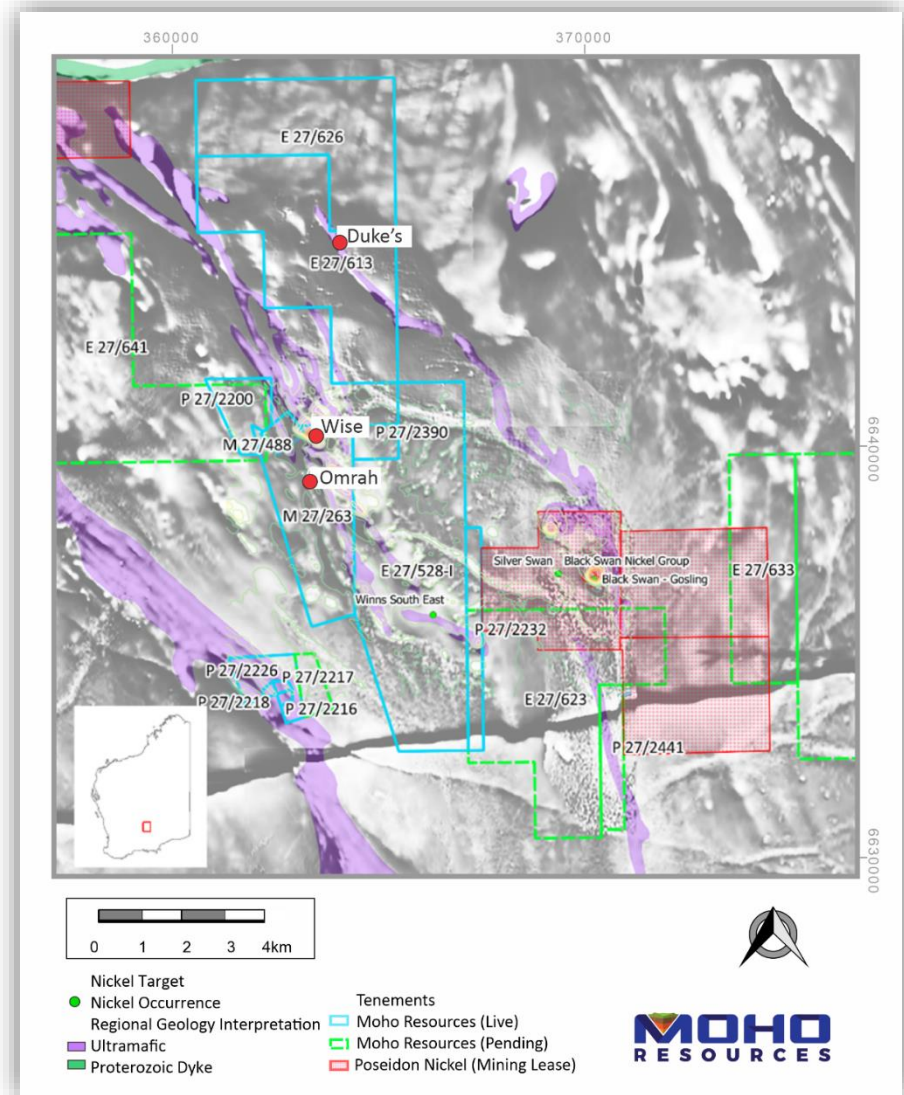 360000
370000
E 27/626
Duke's
E 27/613
E 27/641
P 27/2200
Wise
P 27/2390
M 27/488
6640000
Omrah
M 27/263
Silver Swan
Black Swan Nickel Group
E 27/528-I
Black Swan - Gosling
E 27/633
Winns South East
P 27/2232
P 27/2226
P 27/2217
P 27/2218
P 27/2216
E 27/623
P 27/2441
6630000
0 1 2 3 4km
Nickel Target
Nickel Occurrence
Regional Geology Interpretation
Ultramafic
Proterozoic Dyke
Tenements
Moho Resources (Live)
Moho Resources (Pending)
Poseidon Nickel (Mining Lease)
MOHO
RESOURCES